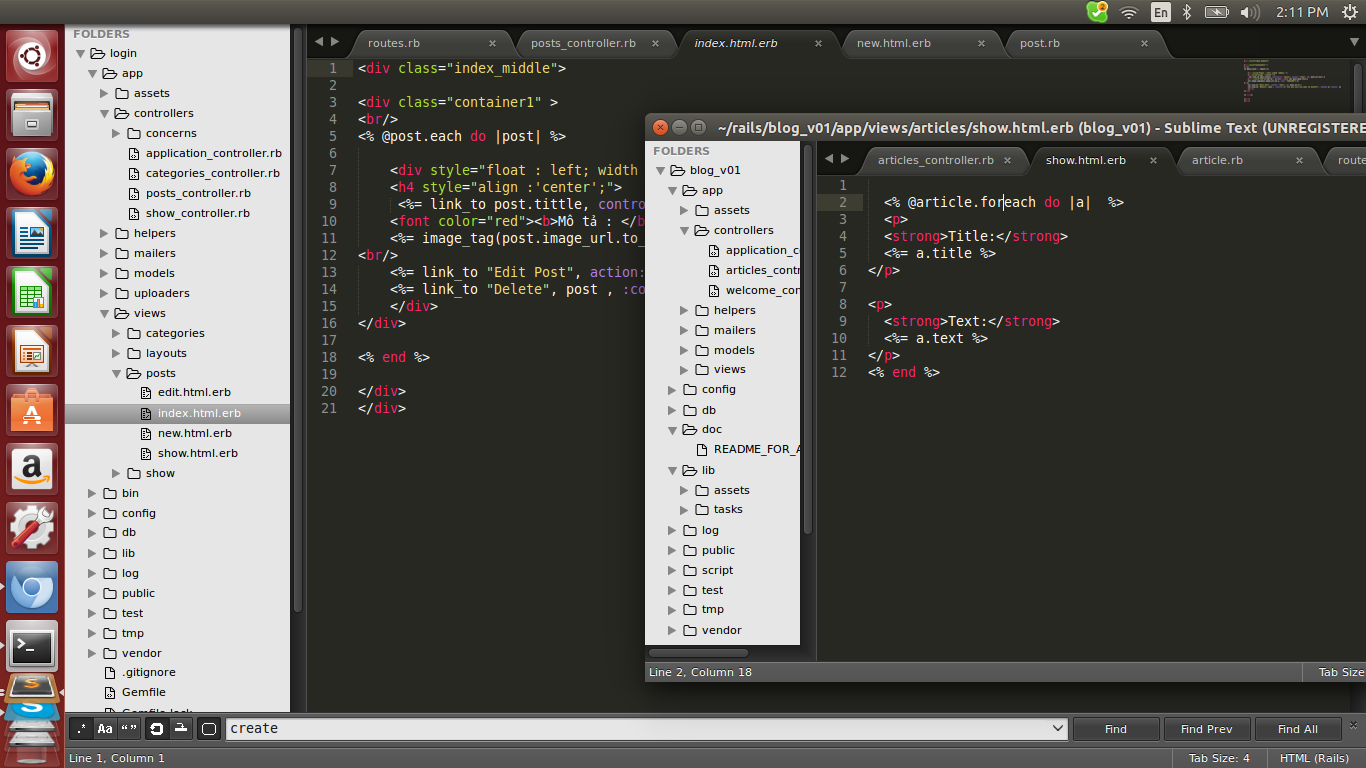 En
2:11 PM
FOLDERS
login
app
assets
controllers
concerns
application_controller.rb
categories_controller.rb
posts_controller.rb
show_controller.rb
helpers
mailers
models
uploaders
views
categories
layouts
posts
edit.html.erb
index.html.erb
new.html.erb
show.html.erb
show
bin
config
db
lib
log
public
test
tmp
vendor
.gitignore
Gemfile
Gemfile.lock
routes.rb
posts_controller.rb
index.html.erb
new.html.erb
post.rb
1 <div class="index_middle">
2
3 <div class="container1" >
4 <br/>
5 <% @post.each do |post| %>
6
7 <div style="float : left; width
8 <h4 style="align :'center';">
9 <%= link_to post.tittle, contro
10 <font color="red"><b>Mô tả : </b
11 <%= image_tag(post.image_url.to_
12 <br/>
13 <%= link_to "Edit Post", action:
14 <%= link_to "Delete", post , :co
15 </div>
16 </div>
17
18 <% end %>
19
20 </div>
21 </div>
~/rails/blog_v01/app/views/articles/show.html.erb (blog_v01) - Sublime Text (UNREGISTERE
FOLDERS
blog_v01
app
assets
controllers
application_c
articles_contr
welcome_con
helpers
mailers
models
views
config
db
doc
README_FOR_A
lib
assets
tasks
log
public
script
test
tmp
vendor
articles_controller.rb
show.html.erb
article.rb
route
1
2 <% @article.foreach do |a| %>
3 <p>
4 <strong>Title:</strong>
5 <%= a.title %>
6 </p>
7
8 <p>
9 <strong>Text:</strong>
10 <%= a.text %>
11 </p>
12 <% end %>
Line 2, Column 18
Tab Size
.*
Aa
“ ”
create
Find
Find Prev
Find All
Line 1, Column 1
Tab Size: 4
HTML (Rails)